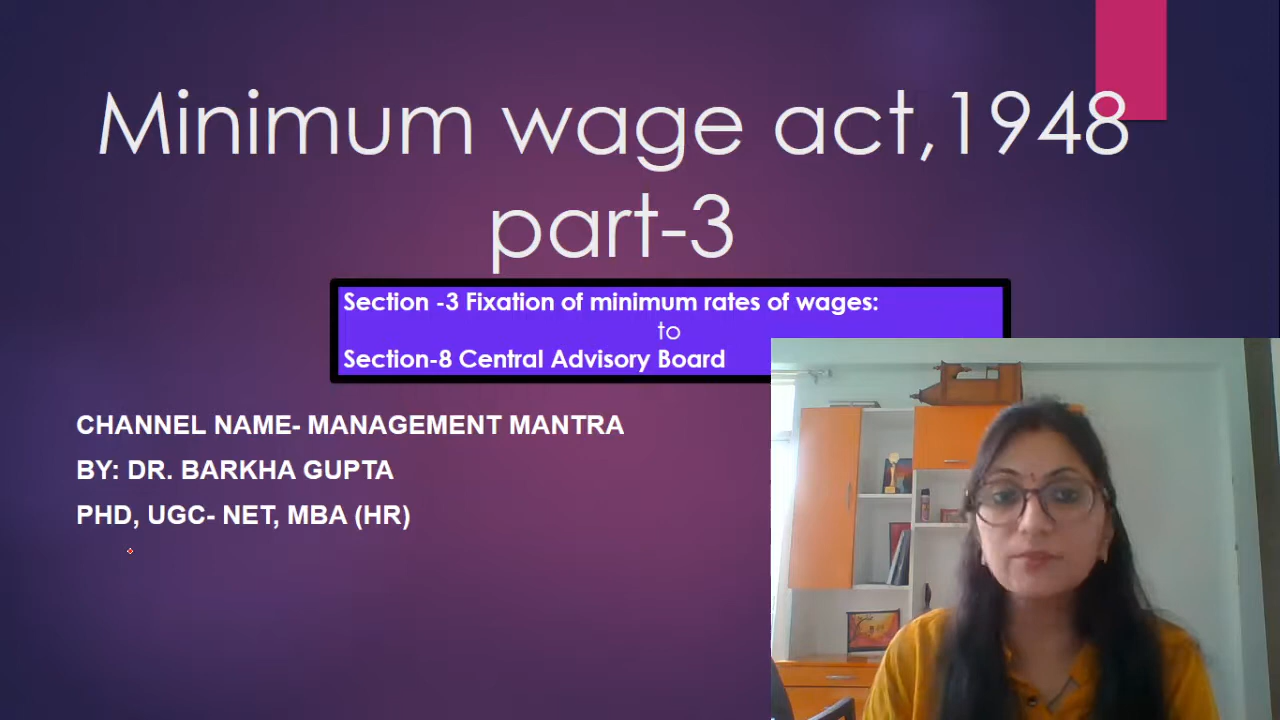 Minimum wage act,1948
part-3
Section -3 Fixation of minimum rates of wages:
to
Section-8 Central Advisory Board
CHANNEL NAME- MANAGEMENT MANTRA
BY: DR. BARKHA GUPTA
PHD, UGC- NET, MBA (HR)